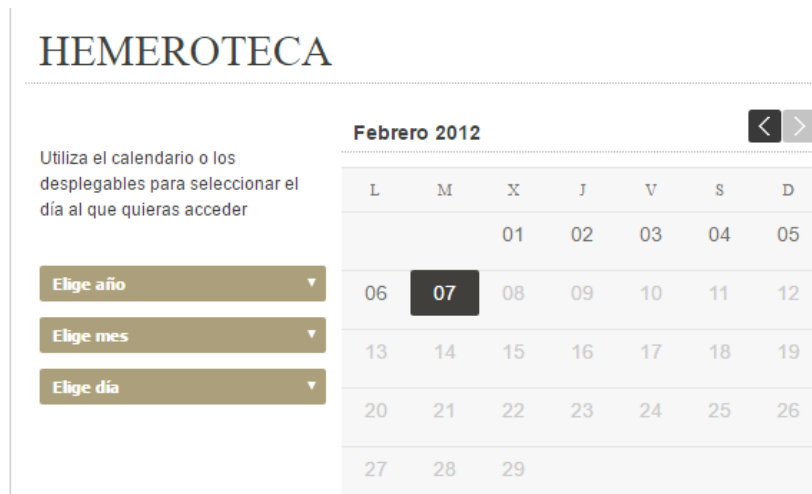 HEMEROTECA
Utiliza el calendario o los
desplegables para seleccionar el
día al que quieras acceder
Elige año
Elige mes
Elige día
Febrero 2012
L M X J V S D
01 02 03 04 05
06 07 08 09 10 11 12
13 14 15 16 17 18 19
20 21 22 23 24 25 26
27 28 29